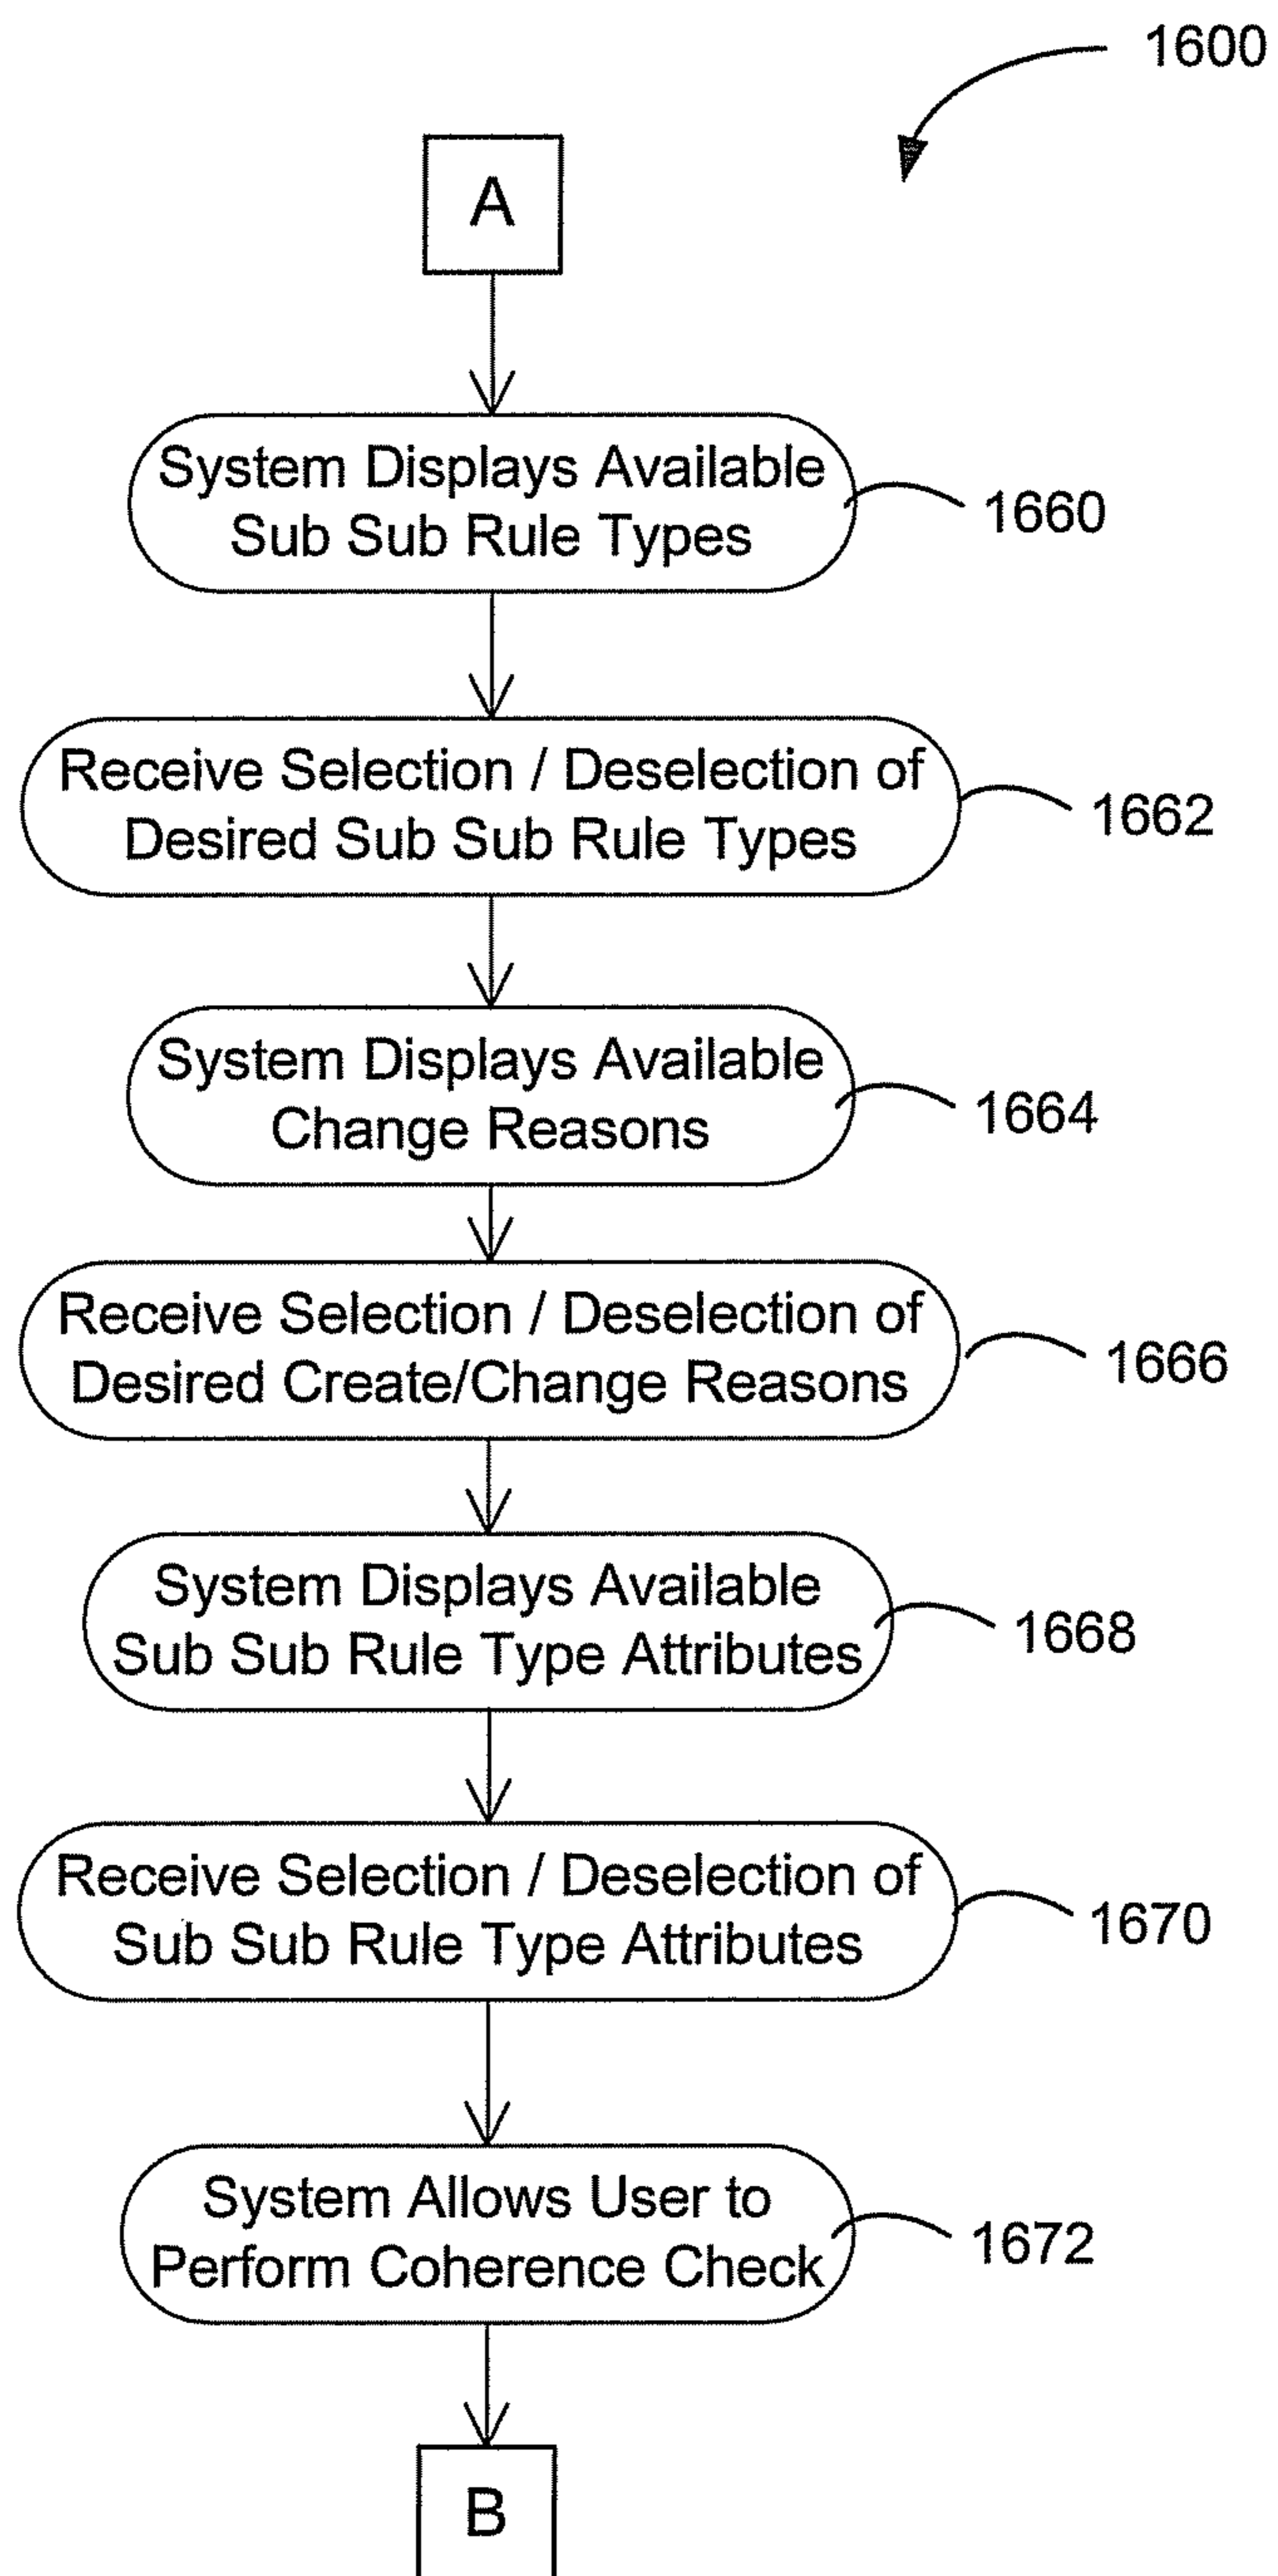 1600
A
System Displays Available
Sub Sub Rule Types
1660
Receive Selection / Deselection of
Desired Sub Sub Rule Types
1662
System Displays Available
Change Reasons
1664
Receive Selection / Deselection of
Desired Create/Change Reasons
1666
System Displays Available
Sub Sub Rule Type Attributes
1668
Receive Selection / Deselection of
Sub Sub Rule Type Attributes
1670
System Allows User to
Perform Coherence Check
1672
B